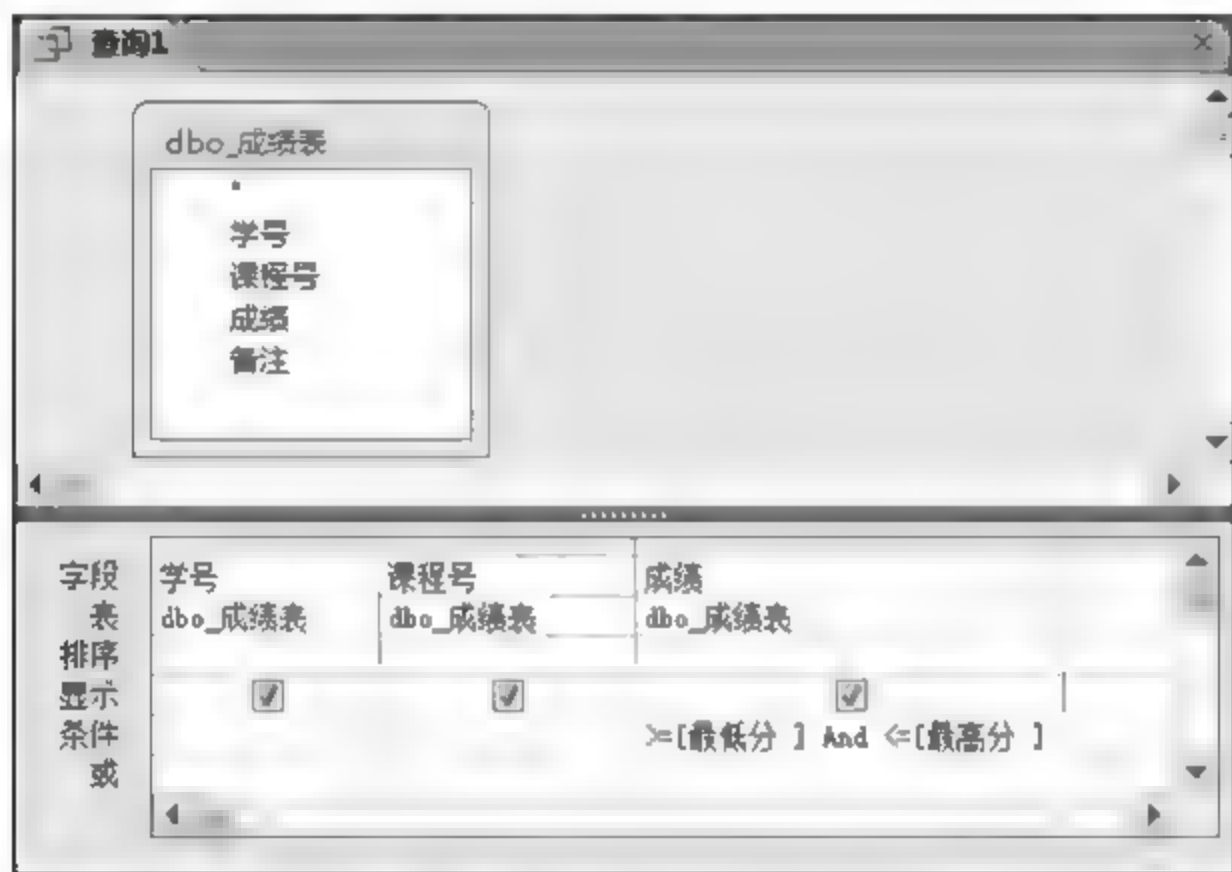 查询1
dbo_成绩表
*
学号
课程号
成绩
备注
字段 学号 课程号 成绩
表 dbo_成绩表 dbo_成绩表 dbo_成绩表
排序
显示
条件 >=[最低分 ] And <=[最高分 ]
或